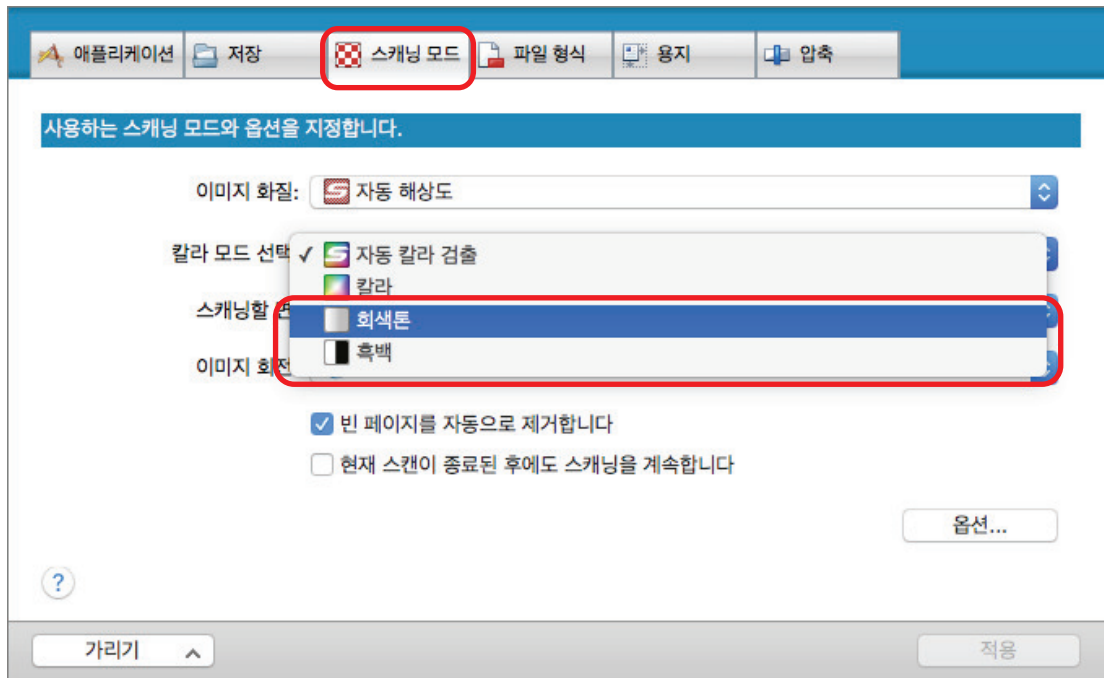 애플리케이션 저장 스캐닝 모드 파일 형식 용지 압축
사용하는 스캐닝 모드와 옵션을 지정합니다.
이미지 화질: 자동 해상도
칼라 모드 선택 ✓ 자동 칼라 검출
칼라
스캐닝할
회색톤
흑백
이미지
빈 페이지를 자동으로 제거합니다
현재 스캔이 종료된 후에도 스캐닝을 계속합니다
옵션...
?
가리기
적용